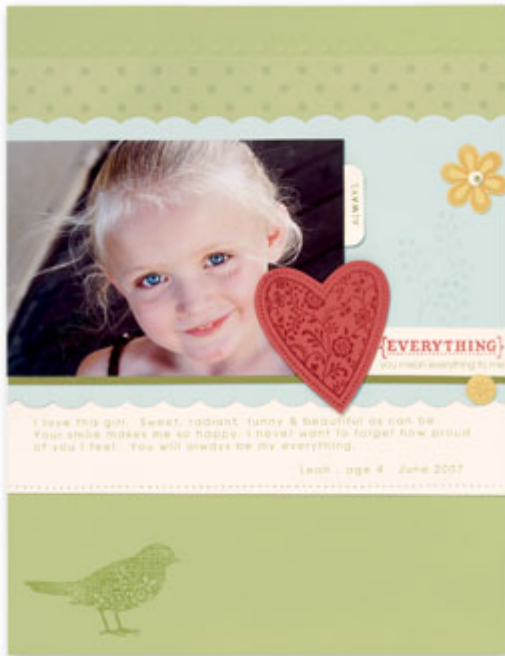 ALWAYS
{EVERYTHING}
you mean everything to me
I love this girl. Sweet, radiant, funny & beautiful as can be.
Your smile makes me so happy. I never want to forget how proud
of you I feel. You will always be my everything.
Leah . age 4 June 2007